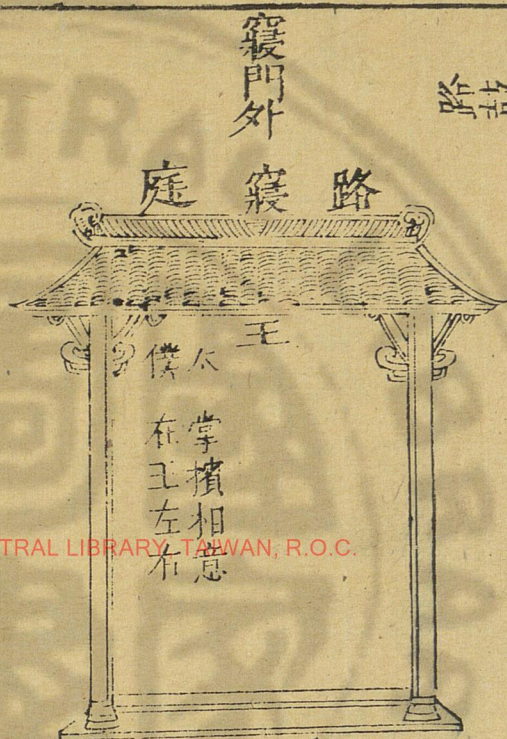 寢門外
路寢庭
王
太僕
掌擯相意
在王左右
TRAL LIBRARY, TAIWAN, R.O.C.